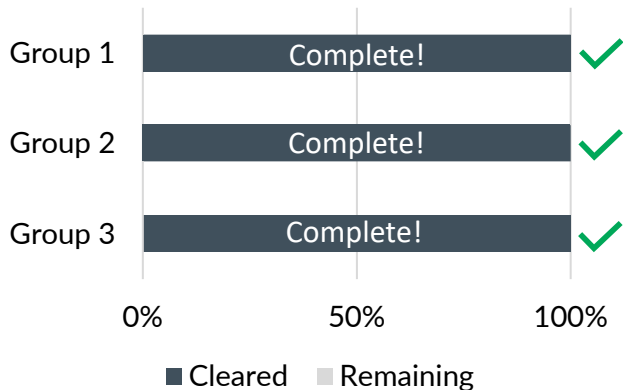 Group 1
Complete!
Group 2
Complete!
Group 3
Complete!
0% 50% 100%
Cleared Remaining